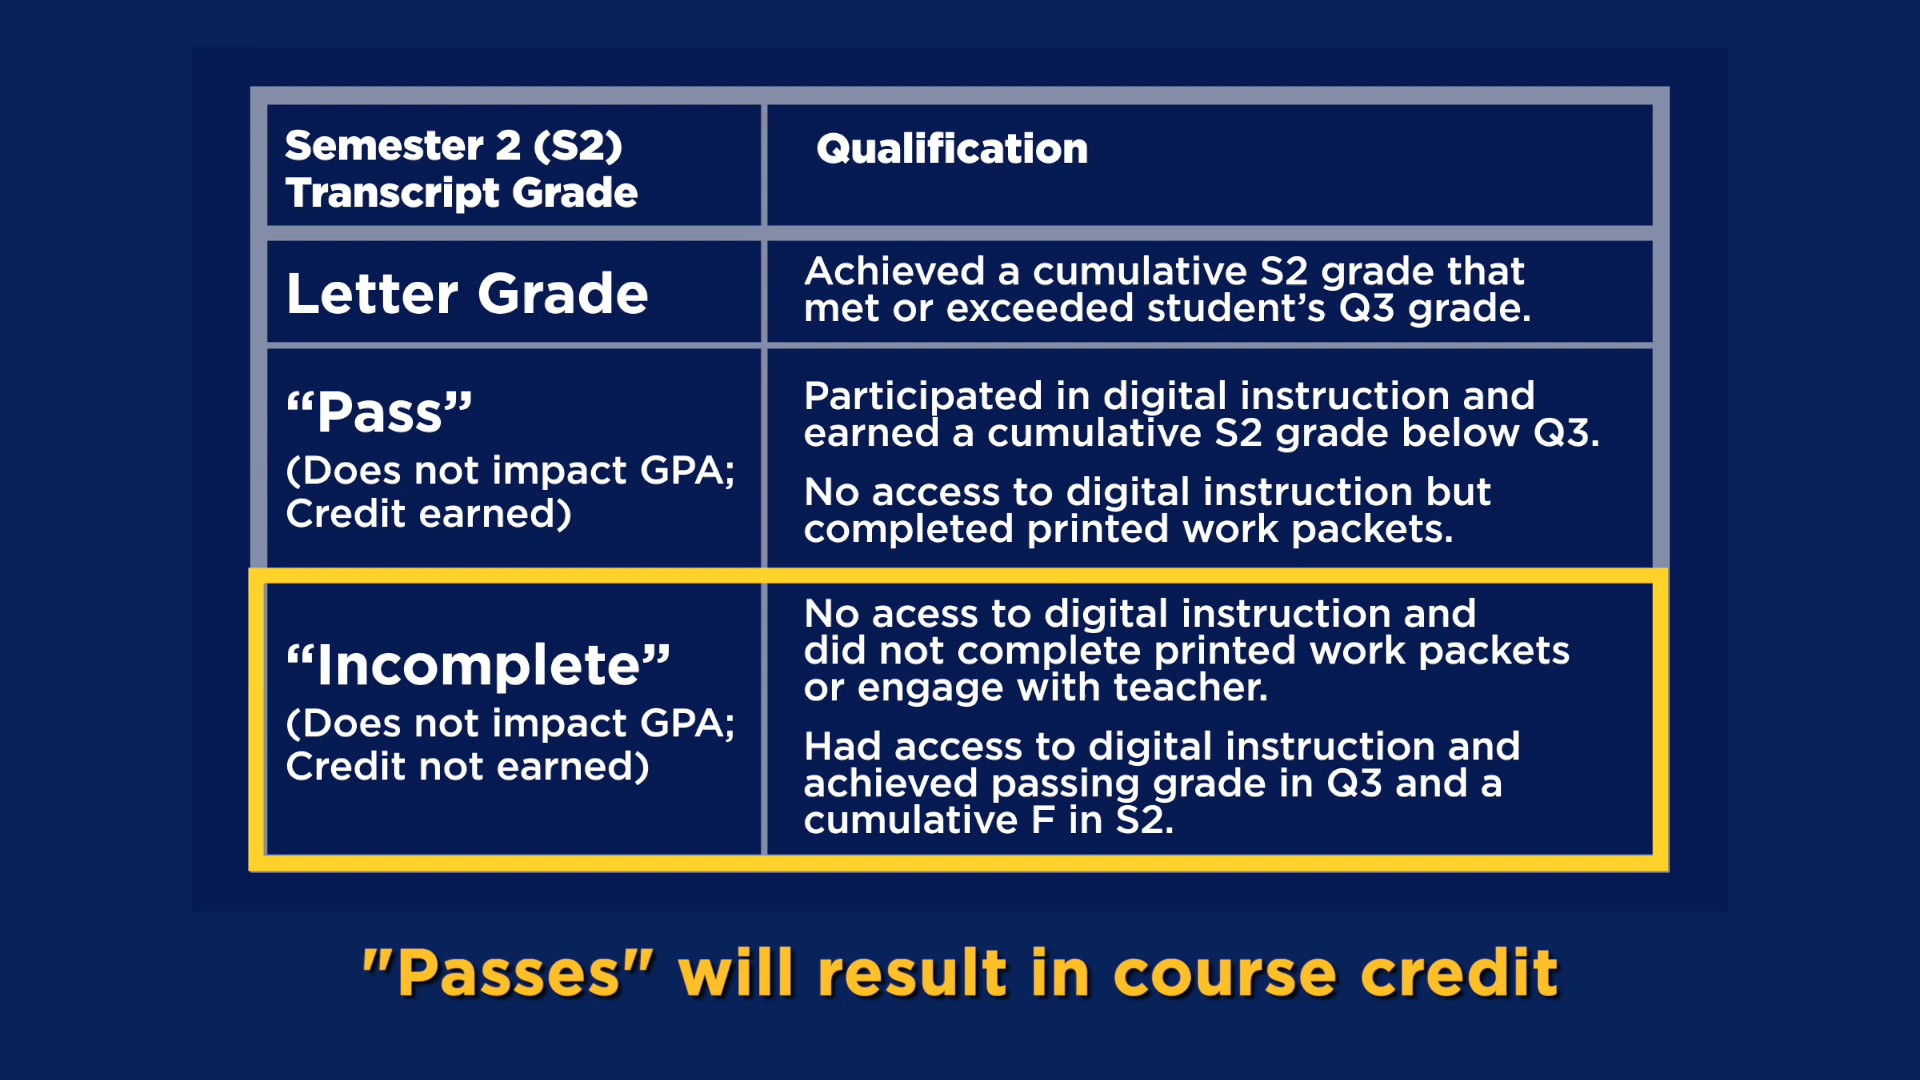 Semester 2 (S2)
Transcript Grade
Qualification
Letter Grade
Achieved a cumulative S2 grade that
met or exceeded student’s Q3 grade.
“Pass”
(Does not impact GPA;
Credit earned)
Participated in digital instruction and
earned a cumulative S2 grade below Q3.
No access to digital instruction but
completed printed work packets.
“Incomplete”
(Does not impact GPA;
Credit not earned)
No acess to digital instruction and
did not complete printed work packets
or engage with teacher.
Had access to digital instruction and
achieved passing grade in Q3 and a
cumulative F in S2.
"Passes" will result in course credit